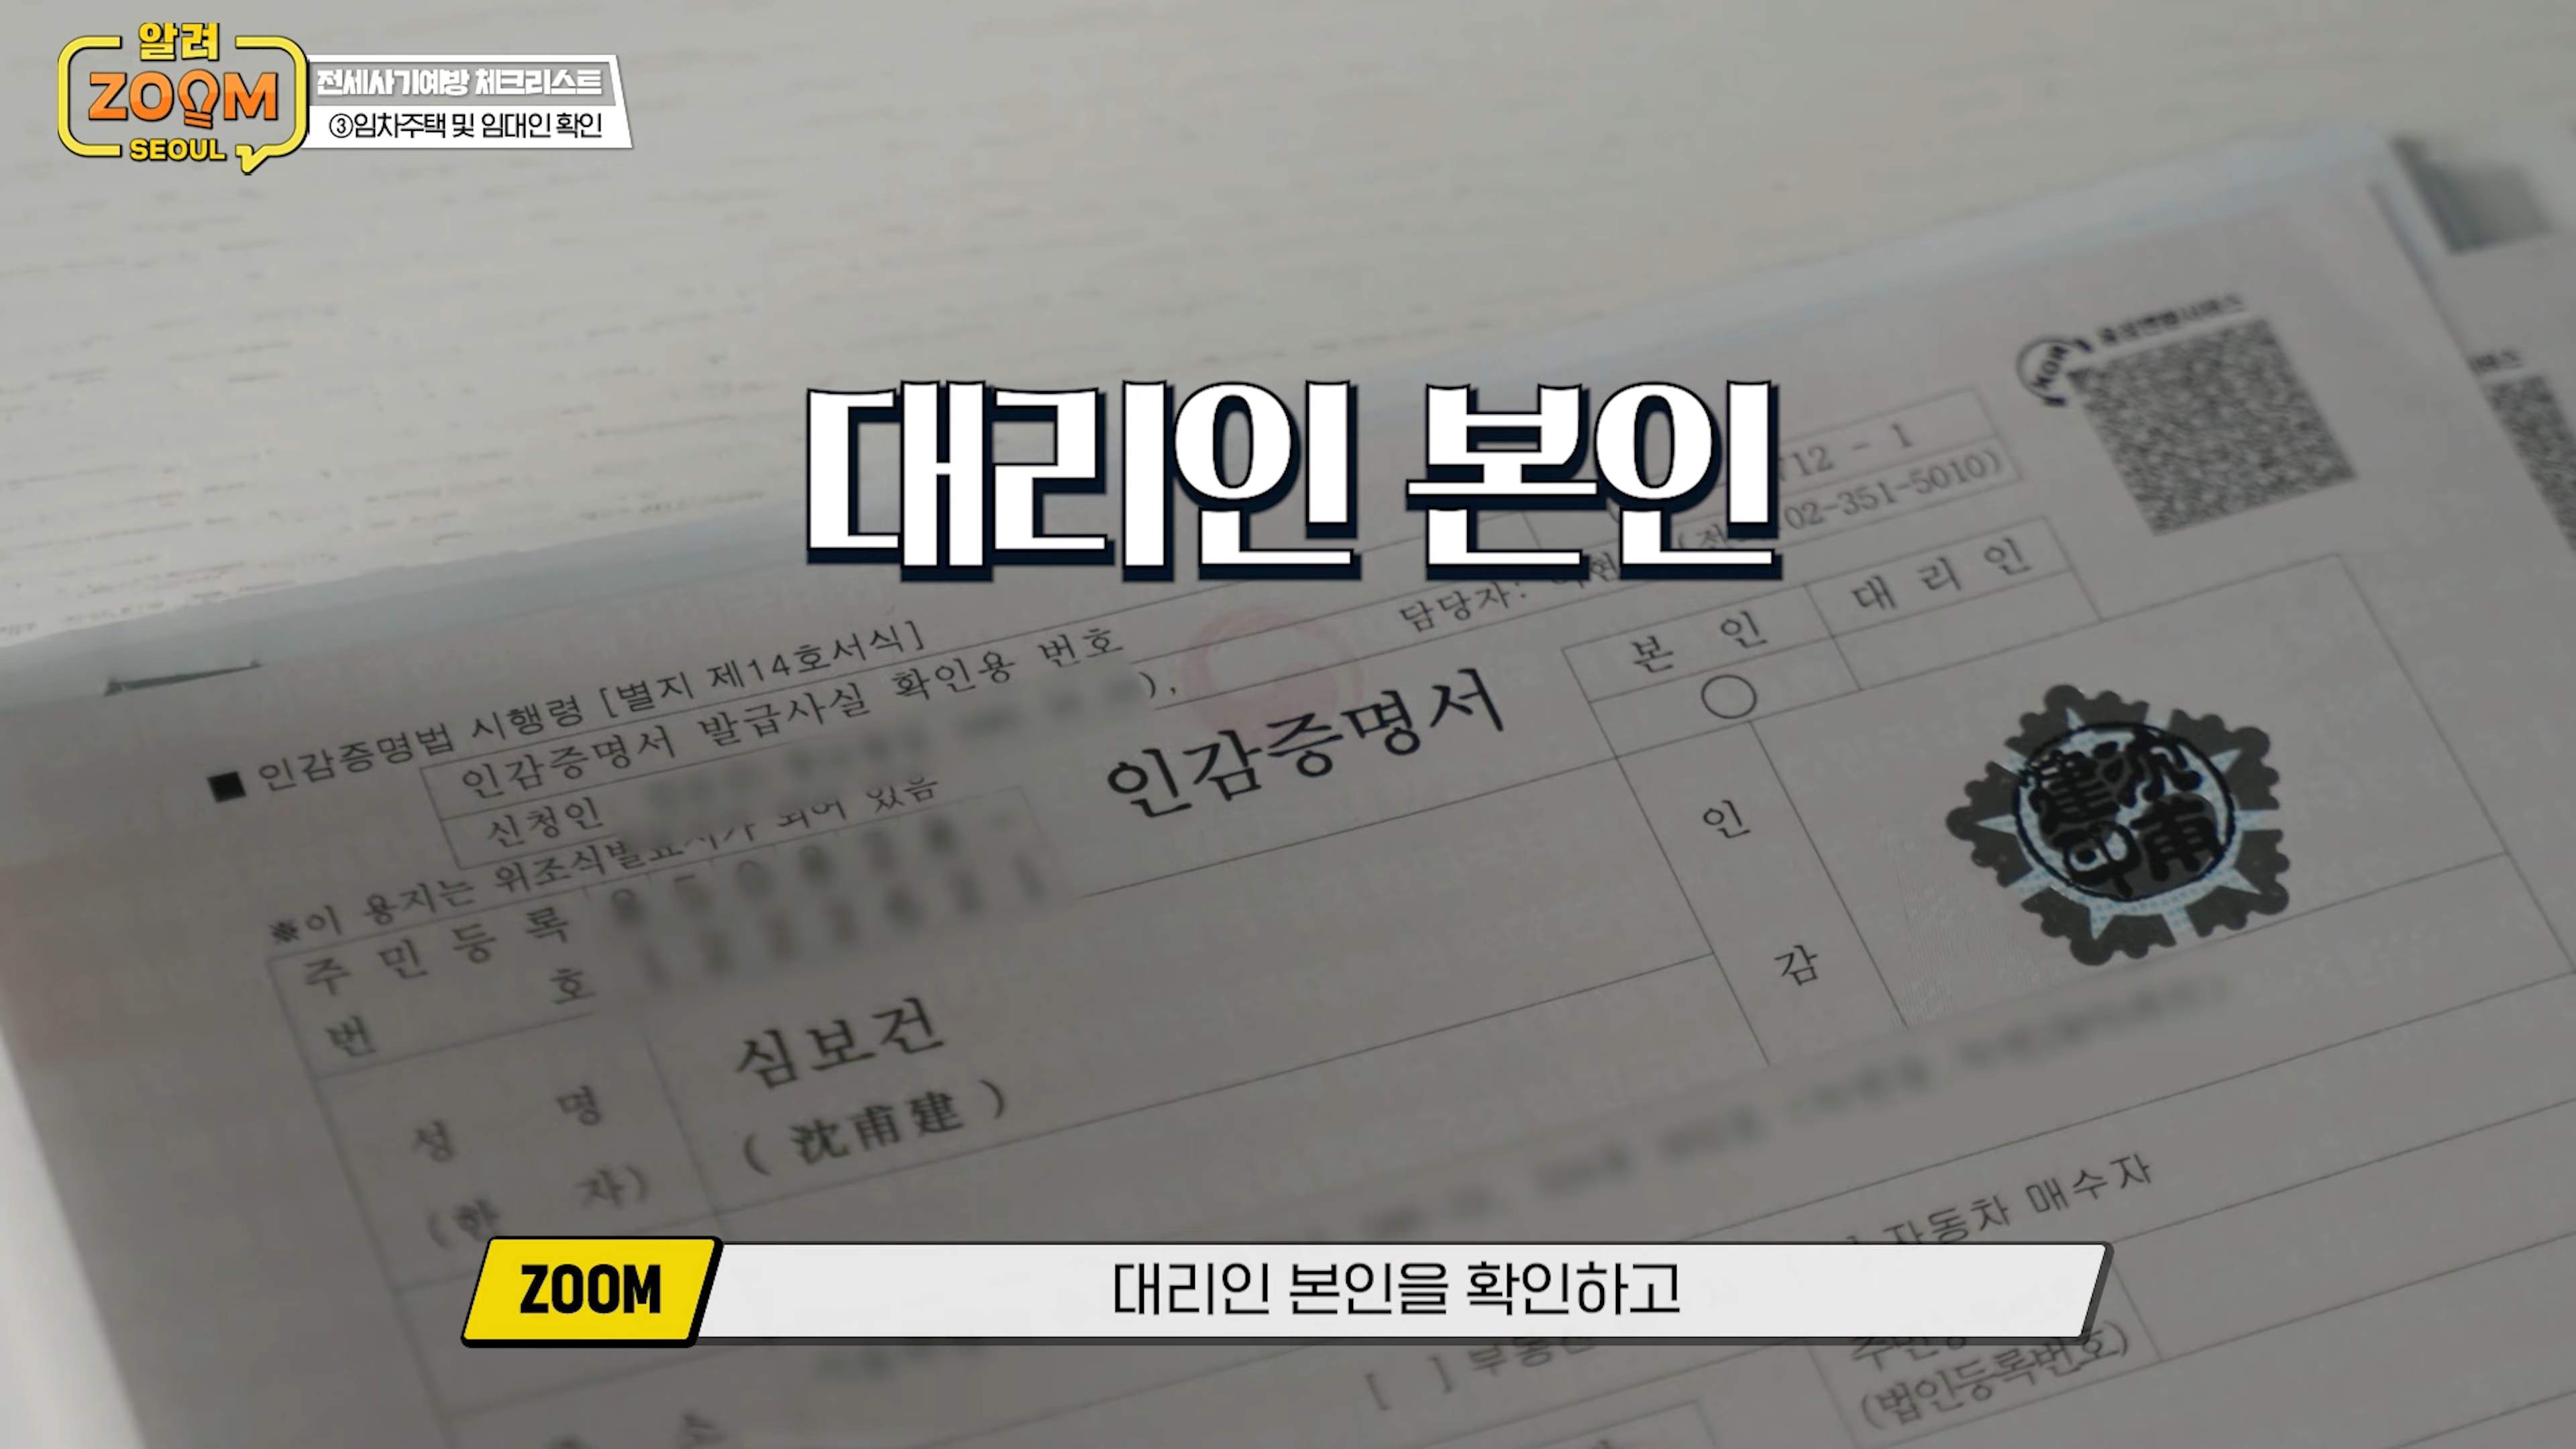 알려
ZOOM
SEOUL
전세사기예방 체크리스트
③임차주택 및 임대인 확인
대리인 본인
12 - 1
02-351-5010)
담당자:
■ 인감증명법 시행령 [별지 제14호서식]
인감증명서 발급사실 확인용 번호
신청인
본 인
대 리 인
○
인감증명서
※이 용지는 위조식별표시가 되어 있음
주 민 등 록
번 호
인
감
성 명
(한 자)
심보건
( 沈甫建 )
자동차 매수자
ZOOM
대리인 본인을 확인하고
[ ] 부동산
(법인등록번호)
소